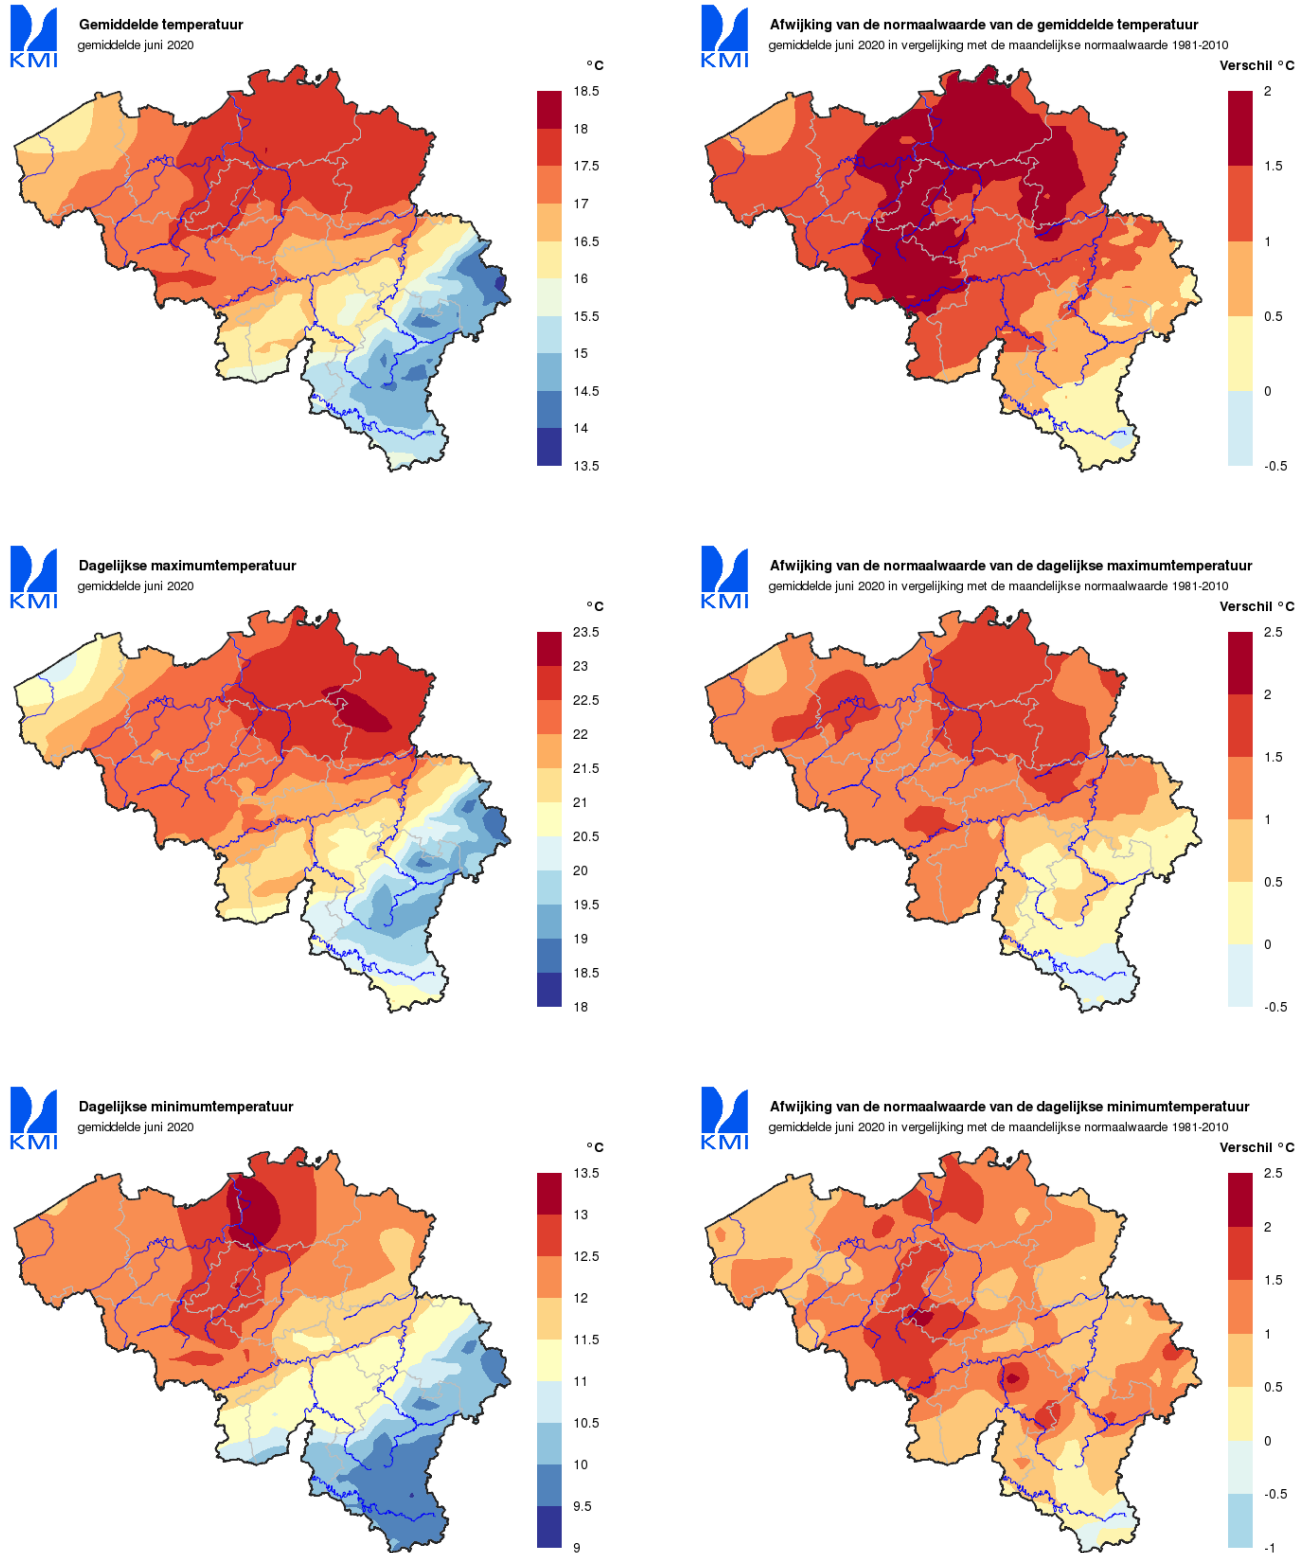 KMI
Gemiddelde temperatuur
gemiddelde juni 2020
°C
18.5
18
17.5
17
16.5
16
15.5
15
14.5
14
13.5
KMI
Afwijking van de normaalwaarde van de gemiddelde temperatuur
gemiddelde juni 2020 in vergelijking met de maandelijkse normaalwaarde 1981-2010
Verschil °C
2
1.5
1
0.5
0
-0.5
KMI
Dagelijkse maximumtemperatuur
gemiddelde juni 2020
°C
23.5
23
22.5
22
21.5
21
20.5
20
19.5
19
18.5
18
KMI
Afwijking van de normaalwaarde van de dagelijkse maximumtemperatuur
gemiddelde juni 2020 in vergelijking met de maandelijkse normaalwaarde 1981-2010
Verschil °C
2.5
2
1.5
1
0.5
0
-0.5
KMI
Dagelijkse minimumtemperatuur
gemiddelde juni 2020
°C
13.5
13
12.5
12
11.5
11
10.5
10
9.5
9
KMI
Afwijking van de normaalwaarde van de dagelijkse minimumtemperatuur
gemiddelde juni 2020 in vergelijking met de maandelijkse normaalwaarde 1981-2010
Verschil °C
2.5
2
1.5
1
0.5
0
-0.5
-1